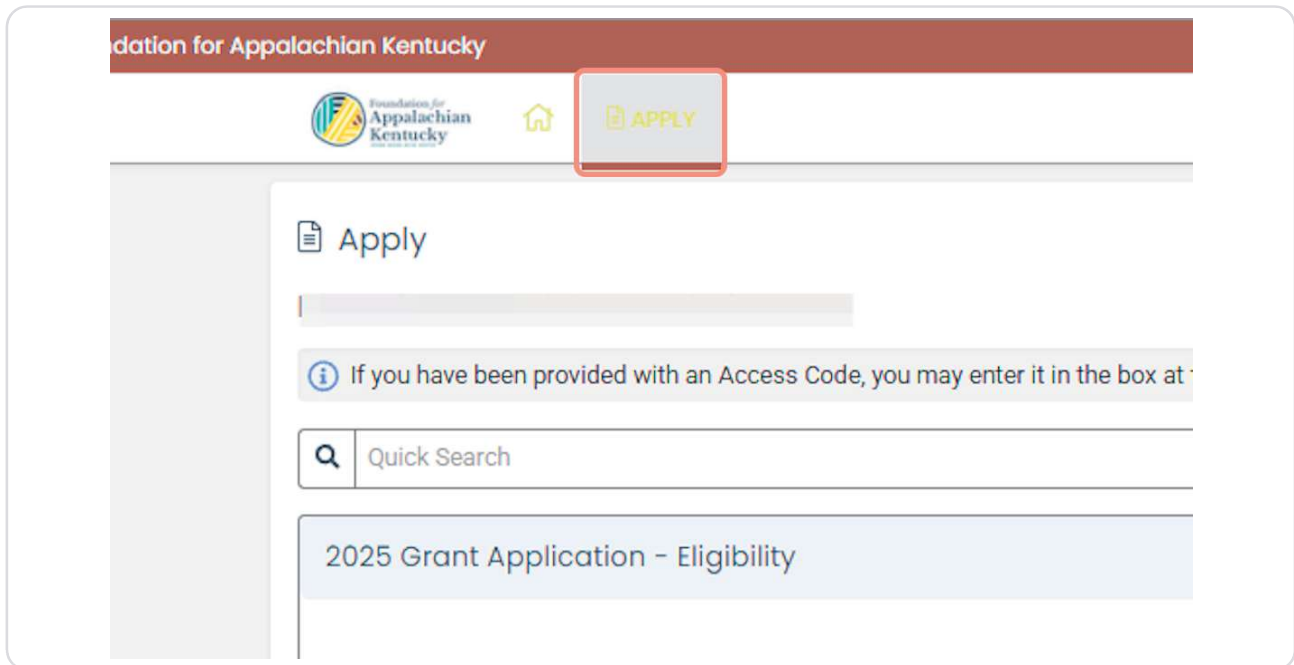 dation for Appalachian Kentucky
Foundation for
Appalachian
Kentucky
APPLY
Apply
If you have been provided with an Access Code, you may enter it in the box at
Quick Search
2025 Grant Application - Eligibility